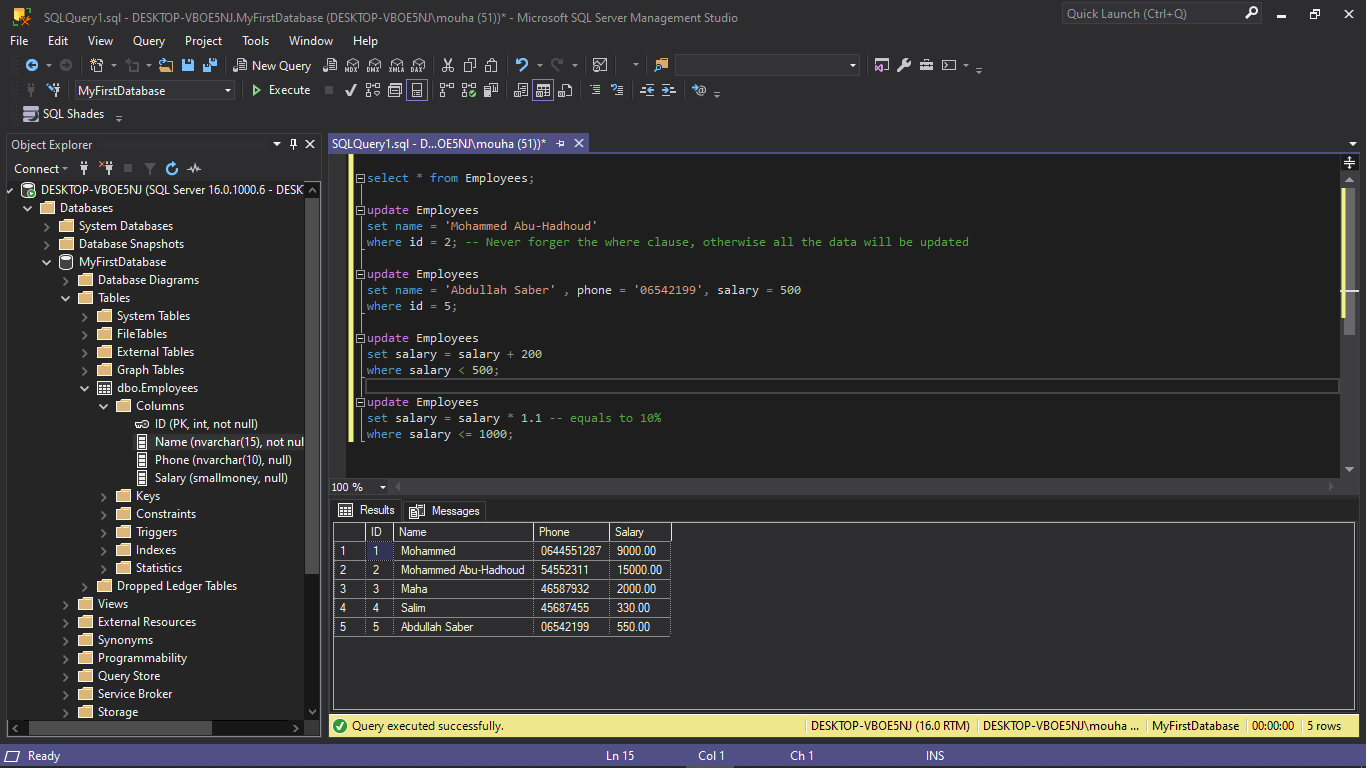 SQLQuery1.sql - DESKTOP-VBOE5NJ.MyFirstDatabase (DESKTOP-VBOE5NJ\mouha (51))* - Microsoft SQL Server Management Studio
Quick Launch (Ctrl+Q)
File Edit View Query Project Tools Window Help
New Query MDX DMX XMLA DAX
MyFirstDatabase Execute
SQL Shades
Object Explorer
Connect
DESKTOP-VBOE5NJ (SQL Server 16.0.1000.6 - DESK
Databases
System Databases
Database Snapshots
MyFirstDatabase
Database Diagrams
Tables
System Tables
FileTables
External Tables
Graph Tables
dbo.Employees
Columns
ID (PK, int, not null)
Name (nvarchar(15), not nul
Phone (nvarchar(10), null)
Salary (smallmoney, null)
Keys
Constraints
Triggers
Indexes
Statistics
Dropped Ledger Tables
Views
External Resources
Synonyms
Programmability
Query Store
Service Broker
Storage
SQLQuery1.sql - D...OE5NJ\mouha (51))*
select * from Employees;
update Employees
set name = 'Mohammed Abu-Hadhoud'
where id = 2; -- Never forger the where clause, otherwise all the data will be updated
update Employees
set name = 'Abdullah Saber' , phone = '06542199', salary = 500
where id = 5;
update Employees
set salary = salary + 200
where salary < 500;
update Employees
set salary = salary * 1.1 -- equals to 10%
where salary <= 1000;
100 %
Results Messages
ID Name Phone Salary
1 1 Mohammed 0644551287 9000.00
2 2 Mohammed Abu-Hadhoud 54552311 15000.00
3 3 Maha 46587932 2000.00
4 4 Salim 45687455 330.00
5 5 Abdullah Saber 06542199 550.00
Query executed successfully. DESKTOP-VBOE5NJ (16.0 RTM) DESKTOP-VBOE5NJ\mouha ... MyFirstDatabase 00:00:00 5 rows
Ready Ln 15 Col 1 Ch 1 INS